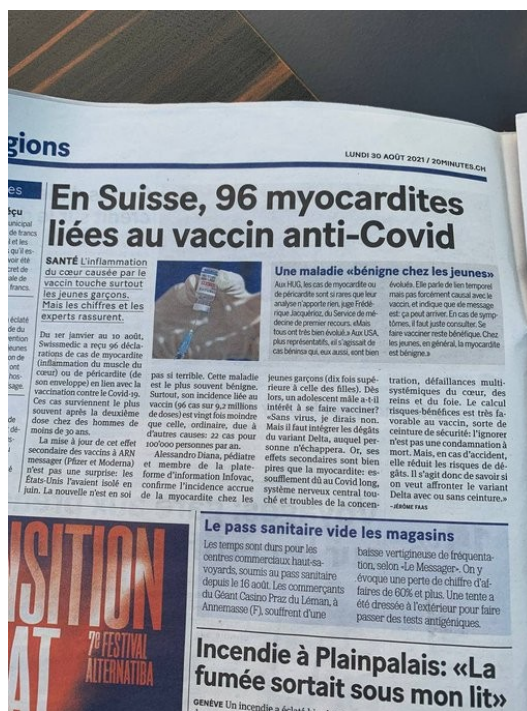 gions
LUNDI 30 AOÛT 2021 / 20MINUTES.CH
En Suisse, 96 myocardites
liées au vaccin anti-Covid
SANTÉ L'inflammation
du cœur causée par le
vaccin touche surtout
les jeunes garçons.
Mais les chiffres et les
experts rassurent.
Du 1er janvier au 10 août,
Swissmedic a reçu 96 décla-
rations de cas de myocardite
(inflammation du muscle du
cœur) ou de péricardite (de
son enveloppe) en lien avec la
vaccination contre le Covid-19.
Ces cas surviennent le plus
souvent après la deuxième
dose chez des hommes de
moins de 30 ans.
La mise à jour de cet effet
secondaire des vaccins à ARN
messager (Pfizer et Moderna)
n'est pas une surprise: les
États-Unis l'avaient isolé en
juin. La nouvelle n'est en soi
pas si terrible. Cette maladie
est le plus souvent bénigne.
Surtout, son incidence liée au
vaccin (96 cas sur 9,2 millions
de doses) est vingt fois moindre
que celle, ordinaire, due à
d'autres causes: 22 cas pour
100'000 personnes par an.
Alessandro Diana, pédiatre
et membre de la plate-
forme d'information Infovac,
confirme l'incidence accrue
de la myocardite chez les
jeunes garçons (dix fois supé-
rieure à celle des filles). Dès
lors, un adolescent mâle a-t-il
intérêt à se faire vacciner?
«Sans virus, je dirais non.
Mais il faut intégrer les dégâts
du variant Delta, auquel per-
sonne n'échappera. Or, ses
effets secondaires sont bien
pires que la myocardite: es-
soufflement dû au Covid long,
système nerveux central tou-
ché et troubles de la concen-
tration, défaillances multi-
systémiques du cœur, des
reins et du foie. Le calcul
risques-bénéfices est très fa-
vorable au vaccin, sorte de
ceinture de sécurité: l'ignorer
n'est pas une condamnation à
mort. Mais, en cas d'accident,
elle réduit les risques de dé-
gâts. Il s'agit donc de savoir si
on veut affronter le variant
Delta avec ou sans ceinture.»
–JÉRÔME FAAS
Une maladie «bénigne chez les jeunes»
Aux HUG, les cas de myocardite ou
de péricardite sont si rares que leur
analyse n'apporte rien, juge Frédé-
rique Jacquérioz, du Service de mé-
decine de premier recours. «Mais
tous ont très bien évolué.» Aux USA,
plus représentatifs, «il s'agissait de
cas bénins» qui, eux aussi, «ont bien
évolué». Elle parle de lien temporel
mais pas forcément causal avec le
vaccin, et indique que «le message
est: ça peut arriver. En cas de symp-
tômes, il faut juste consulter. Se
faire vacciner reste bénéfique. Chez
les jeunes, en général, la myocardite
est bénigne.»
Le pass sanitaire vide les magasins
Les temps sont durs pour les
centres commerciaux haut-sa-
voyards, soumis au pass sanitaire
depuis le 16 août. Les commerçants
du Géant Casino Praz du Léman, à
Annemasse (F), souffrent d'une
baisse vertigineuse de fréquenta-
tion, selon «Le Messager». On y
évoque une perte de chiffre d'af-
faires de 60% et plus. Une tente a
été dressée à l'extérieur pour faire
passer des tests antigéniques.
SITION
AT
7e FESTIVAL
ALTERNATIBA
Incendie à Plainpalais: «La
fumée sortait sous mon lit»
GENÈVE Un incendie a éclaté